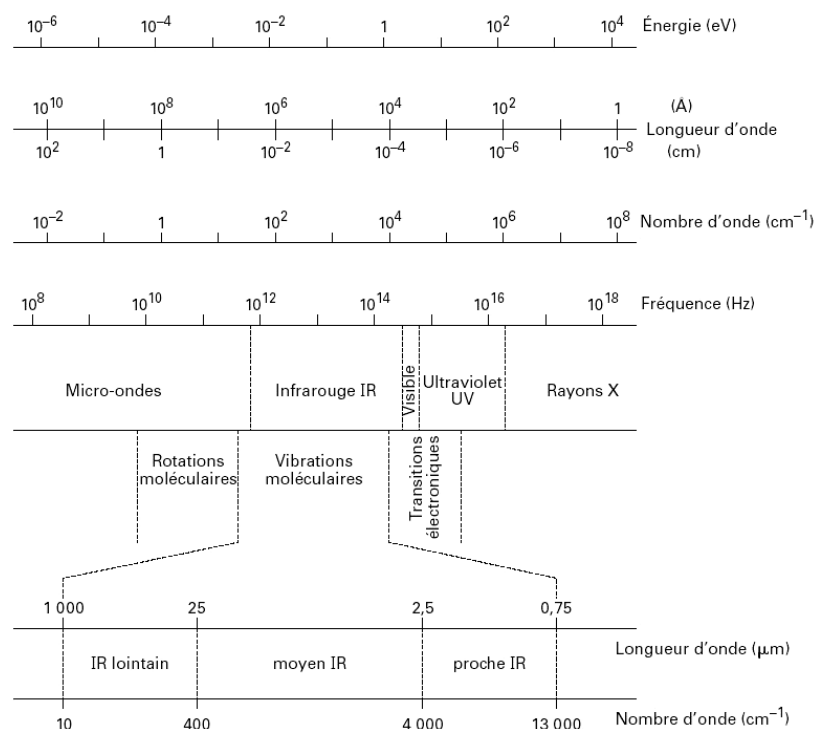 10⁻⁶ 10⁻⁴ 10⁻² 1 10² 10⁴ Énergie (eV)
10¹⁰ 10⁸ 10⁶ 10⁴ 10² 1 (Å)
Longueur d'onde
10² 1 10⁻² 10⁻⁴ 10⁻⁶ 10⁻⁸ (cm)
10⁻² 1 10² 10⁴ 10⁶ 10⁸ Nombre d'onde (cm⁻¹)
10⁸ 10¹⁰ 10¹² 10¹⁴ 10¹⁶ 10¹⁸ Fréquence (Hz)
Micro-ondes
Infrarouge IR
Visible
Ultraviolet
UV
Rayons X
Rotations
moléculaires
Vibrations
moléculaires
Transitions
électroniques
1 000 25 2,5 0,75
Longueur d'onde (µm)
IR lointain moyen IR proche IR
10 400 4 000 13 000 Nombre d'onde (cm⁻¹)